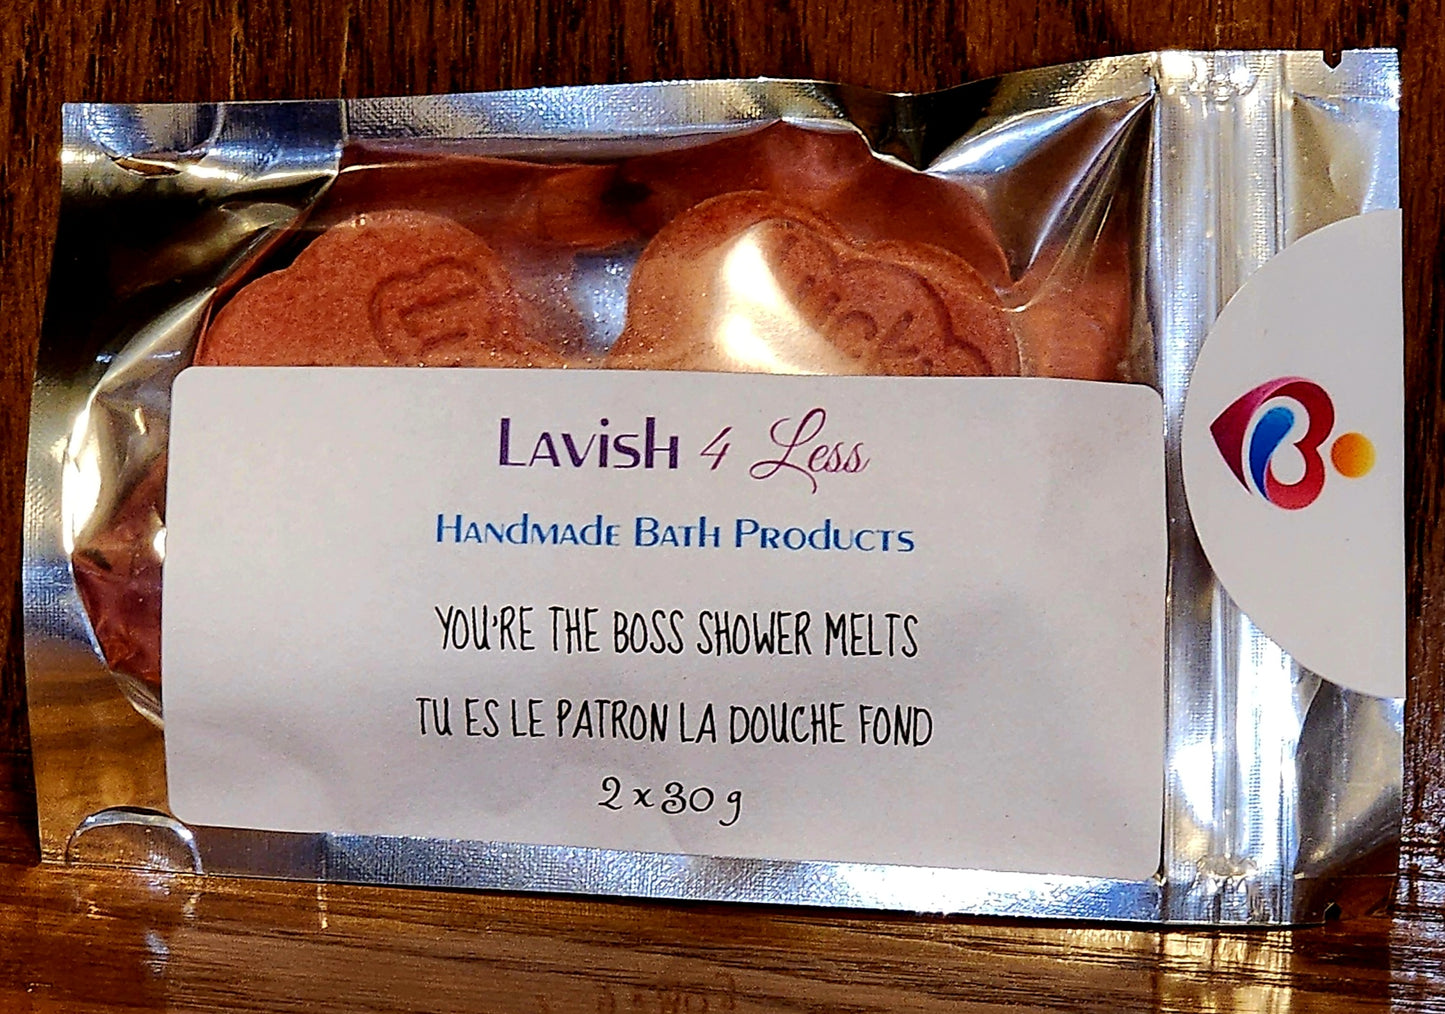 Lavish 4 Less
Handmade Bath Products
YOU'RE THE BOSS SHOWER MELTS
TU ES LE PATRON LA DOUCHE FOND
2 x 30 g